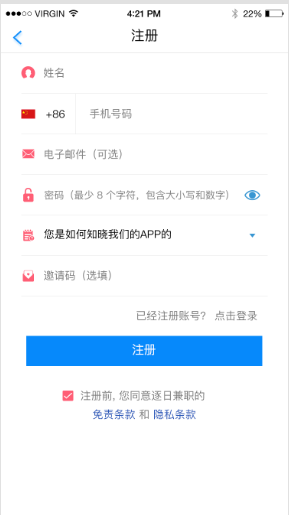 VIRGIN 4:21 PM 22%
注册
姓名
+86 手机号码
电子邮件（可选）
密码（最少 8 个字符，包含大小写和数字）
您是如何知晓我们的APP的
邀请码（选填）
已经注册账号？ 点击登录
注册
注册前, 您同意逐日兼职的
免责条款 和 隐私条款